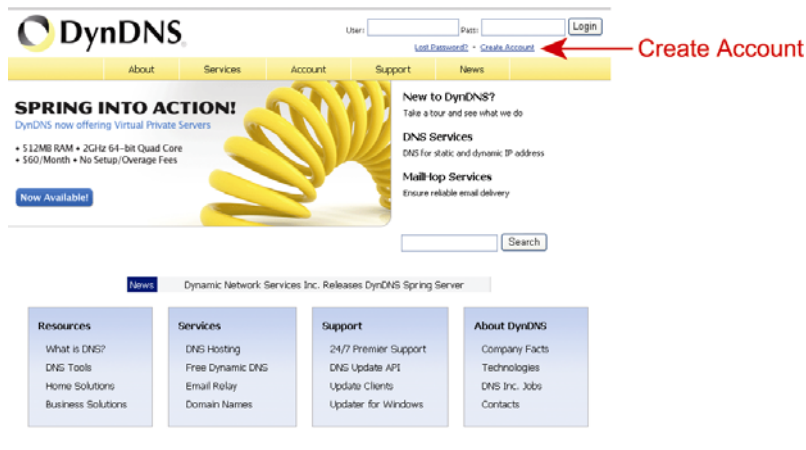 DynDNS
User: Pass: Login
Lost Password? • Create Account
Create Account
About Services Account Support News
SPRING INTO ACTION!
DynDNS now offering Virtual Private Servers
• 512MB RAM • 2GHz 64-bit Quad Core
• $60/Month • No Setup/Overage Fees
Now Available!
New to DynDNS?
Take a tour and see what we do
DNS Services
DNS for static and dynamic IP address
MailHop Services
Ensure reliable email delivery
Search
News Dynamic Network Services Inc. Releases DynDNS Spring Server
Resources
What is DNS?
DNS Tools
Home Solutions
Business Solutions
Services
DNS Hosting
Free Dynamic DNS
Email Relay
Domain Names
Support
24/7 Premier Support
DNS Update API
Update Clients
Updater for Windows
About DynDNS
Company Facts
Technologies
DNS Inc. Jobs
Contacts